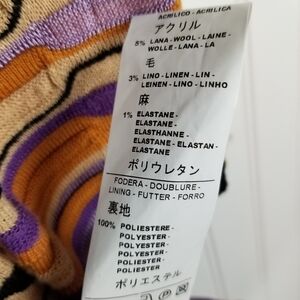 ACRILICO - ACRILICA
アクリル
5% LANA - WOOL - LAINE -
WOLLE - LANA - LA
毛
3% LINO - LINEN - LIN -
LEINEN - LINO - LINHO
麻
1% ELASTANE -
ELASTANE -
ELASTHANNE -
ELASTANE - ELASTAN -
ELASTANE
ポリウレタン
FODERA - DOUBLURE -
LINING - FUTTER - FORRO
裏地
100% POLIESTERE -
POLYESTER -
POLYESTER -
POLYESTER -
POLIESTER -
POLIESTER
ポリエステル